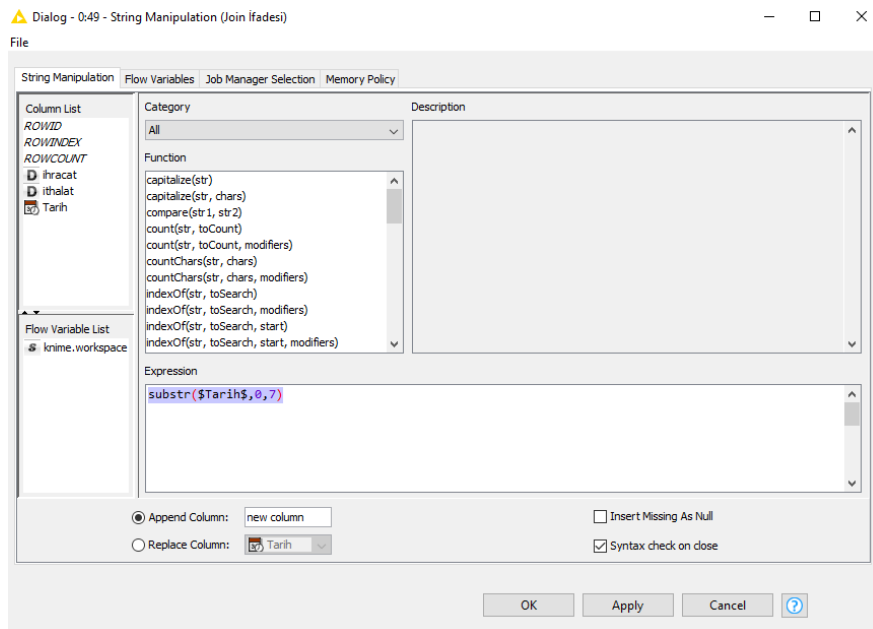 Dialog - 0:49 - String Manipulation (Join İfadesi)
File
String Manipulation Flow Variables Job Manager Selection Memory Policy
Column List
ROWID
ROWINDEX
ROWCOUNT
D ihracat
D ithalat
Tarih
Flow Variable List
s knime.workspace
Category
All
Function
capitalize(str)
capitalize(str, chars)
compare(str1, str2)
count(str, toCount)
count(str, toCount, modifiers)
countChars(str, chars)
countChars(str, chars, modifiers)
indexOf(str, toSearch)
indexOf(str, toSearch, modifiers)
indexOf(str, toSearch, start)
indexOf(str, toSearch, start, modifiers)
Description
Expression
substr($Tarih$,0,7)
Append Column: new column
Insert Missing As Null
Replace Column: Tarih
Syntax check on close
OK Apply Cancel ?